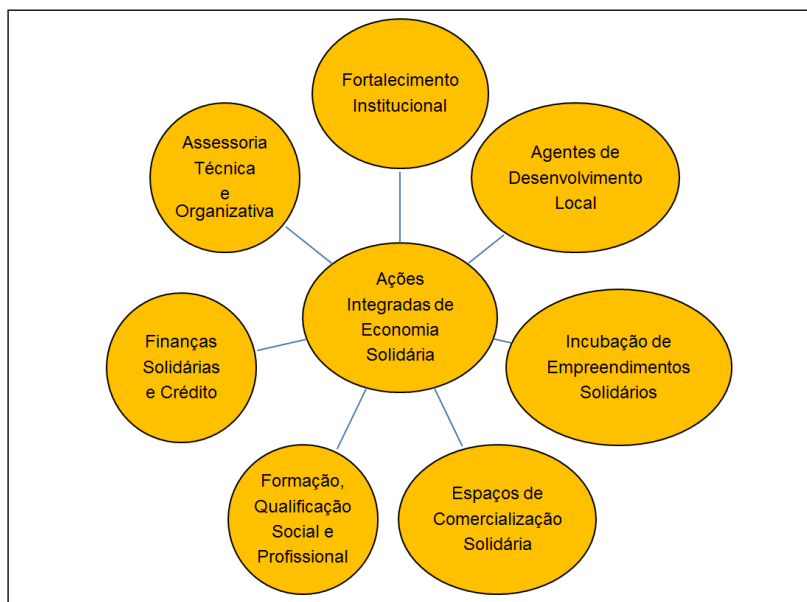 Fortalecimento
Institucional
Agentes de
Desenvolvimento
Local
Incubação de
Empreendimentos
Solidários
Espaços de
Comercialização
Solidária
Formação,
Qualificação
Social e
Profissional
Finanças
Solidárias
e Crédito
Assessoria
Técnica
e
Organizativa
Ações
Integradas de
Economia
Solidária